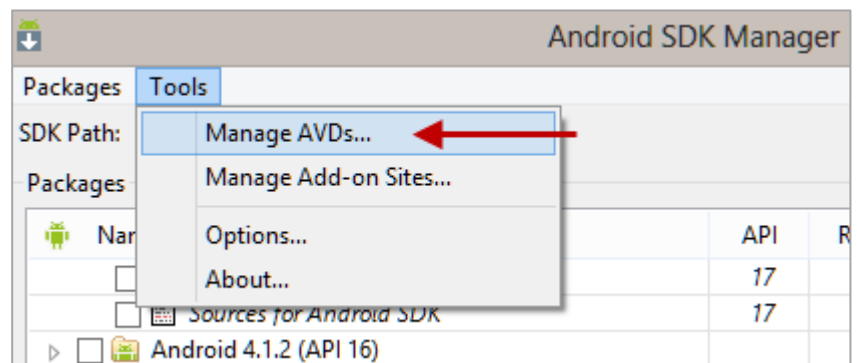 Android SDK Manager
Packages Tools
SDK Path:
Manage AVDs...
Manage Add-on Sites...
Packages
Options...
About...
API
17
Sources for Android SDK 17
Android 4.1.2 (API 16)